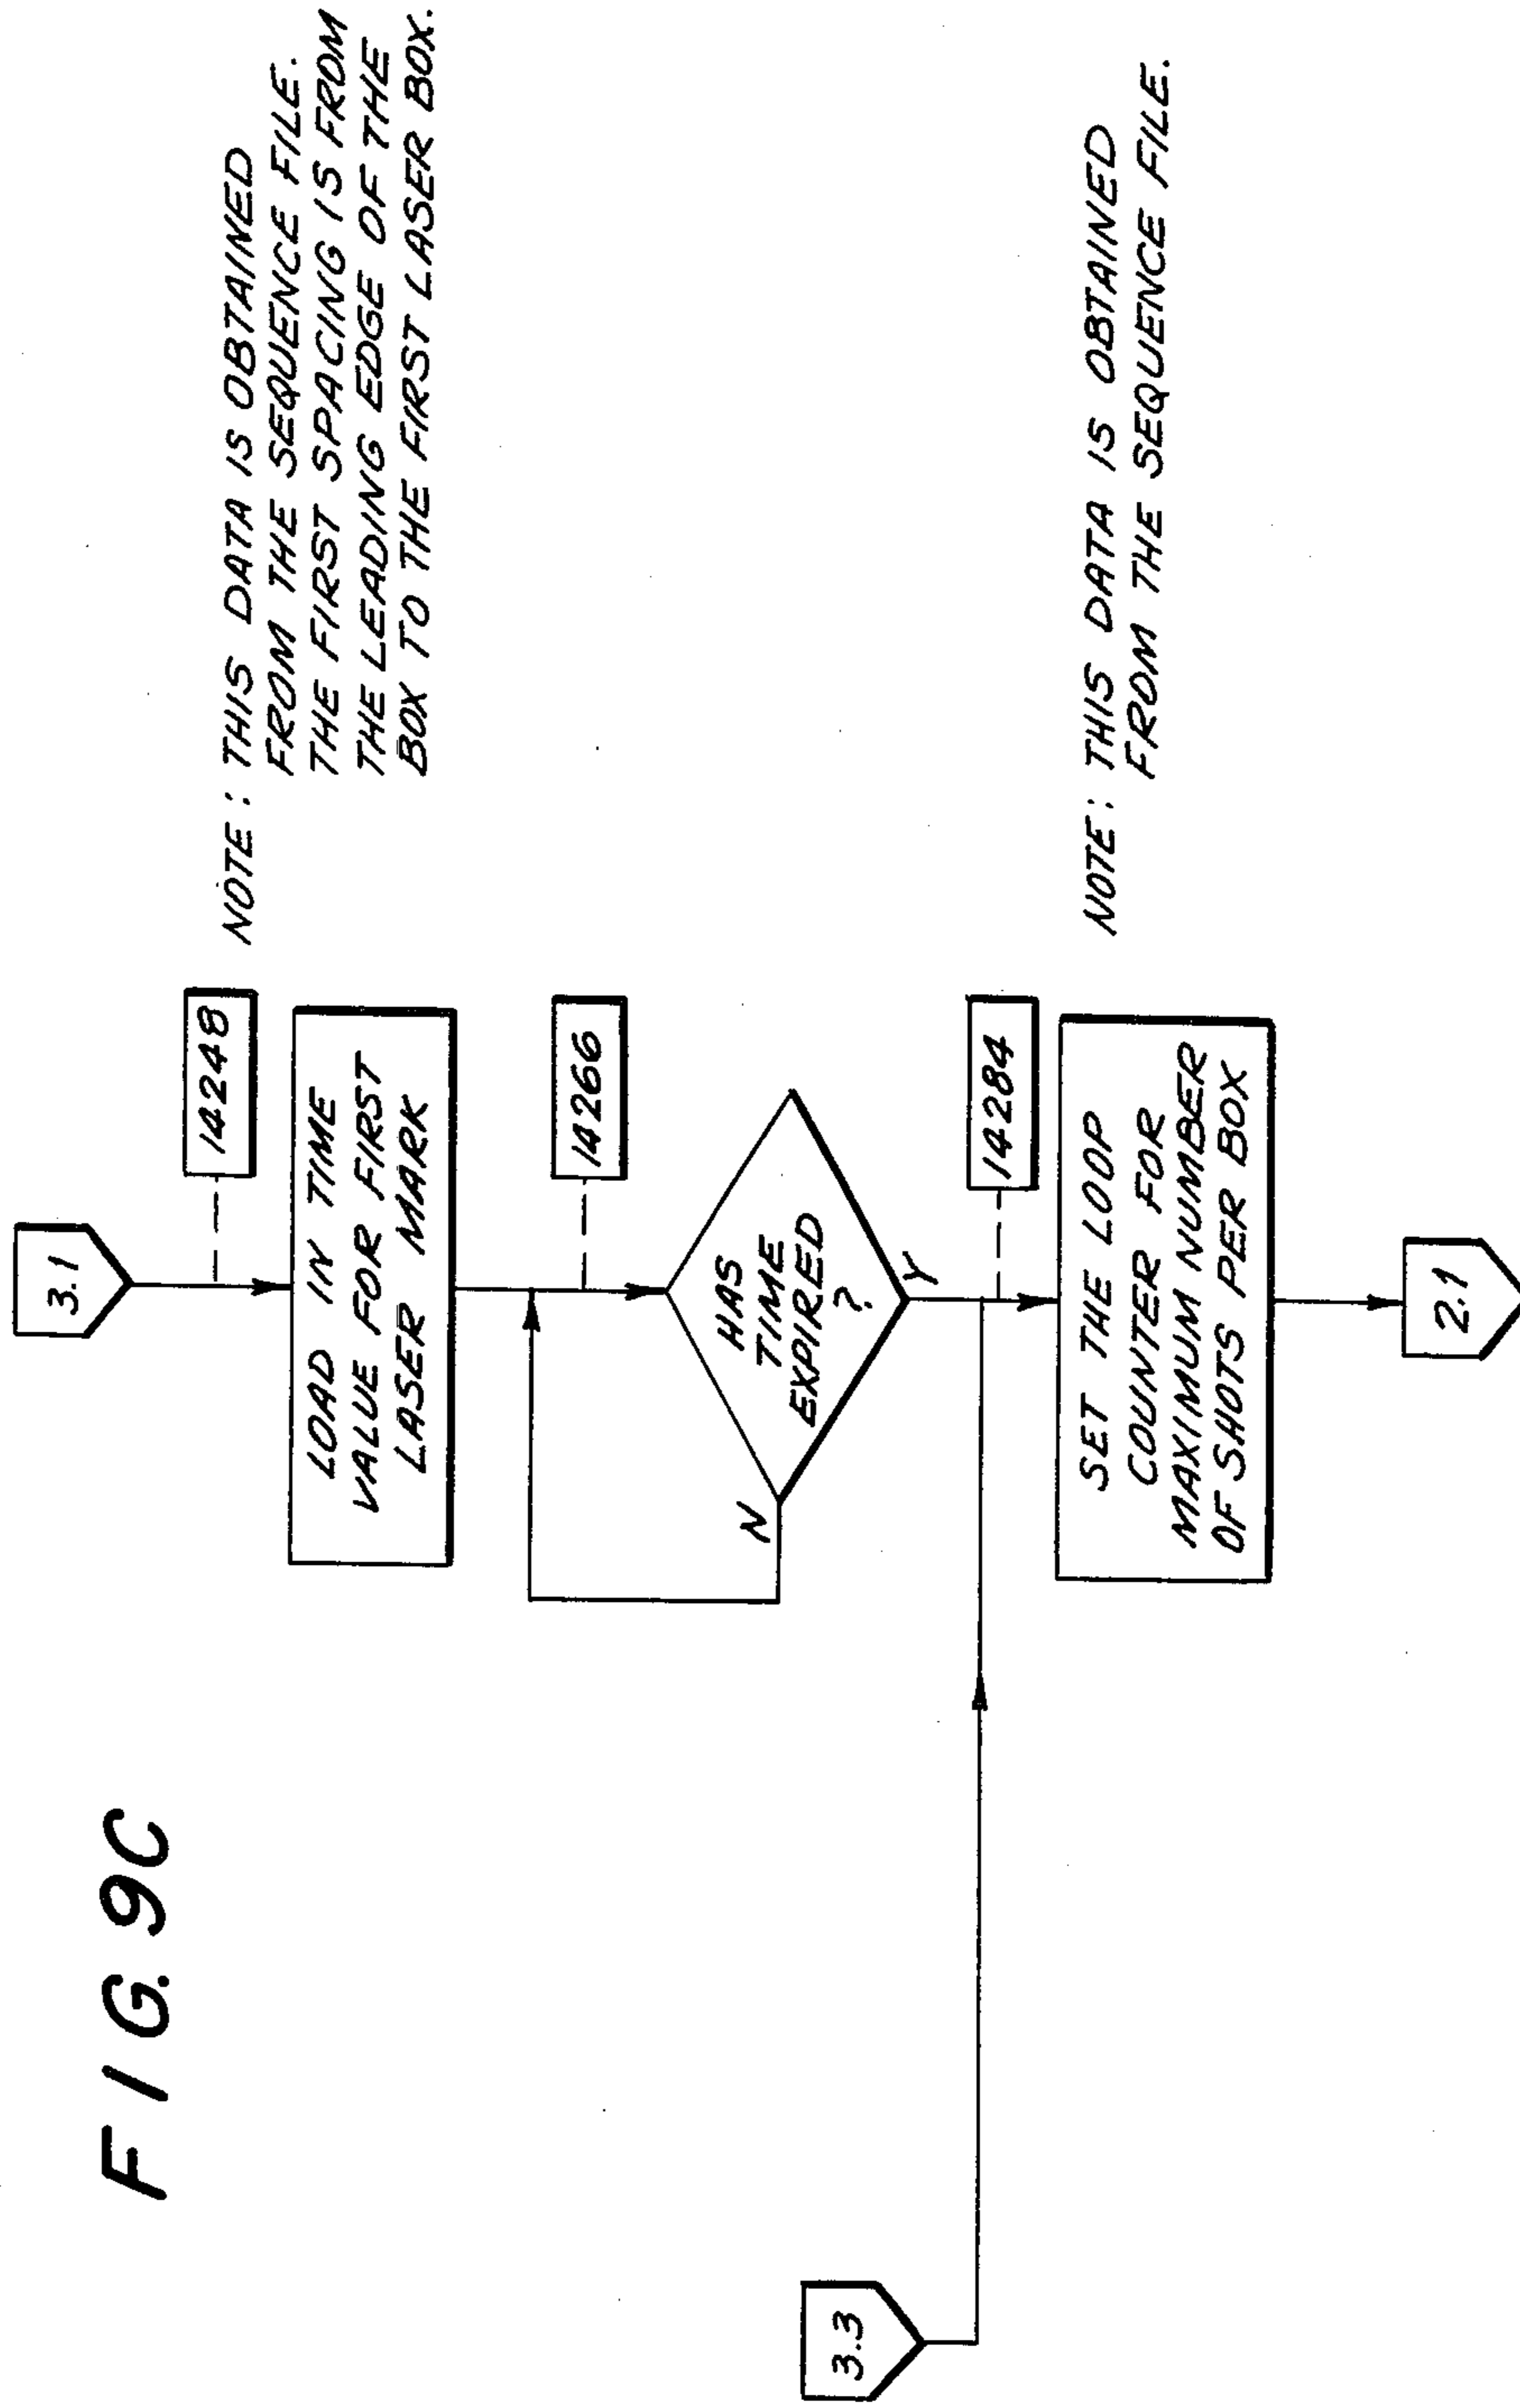 FIG. 9C
3.1
14248
NOTE: THIS DATA IS OBTAINED
FROM THE SEQUENCE FILE.
THE FIRST SPACING IS FROM
THE LEADING EDGE OF THE
BOX TO THE FIRST LASER BOX.
LOAD IN TIME
VALUE FOR FIRST
LASER MARK
14266
HAS
TIME
EXPIRED
?
N
Y
3.3
14284
NOTE: THIS DATA IS OBTAINED
FROM THE SEQUENCE FILE.
SET THE LOOP
COUNTER FOR
MAXIMUM NUMBER
OF SHOTS PER BOX
2.1